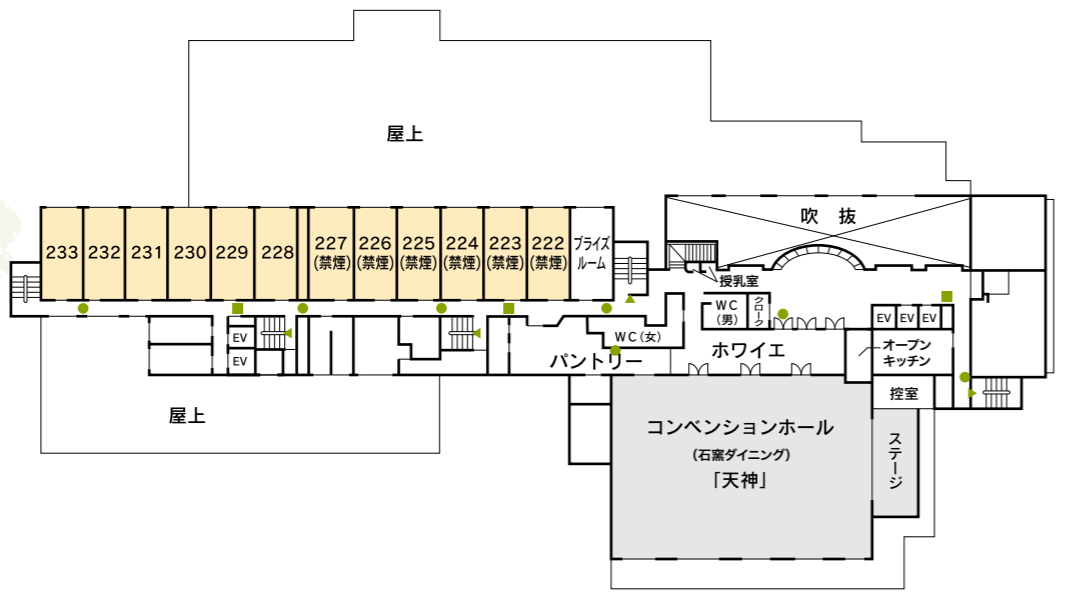 屋上
吹 抜
233
232
231
230
229
228
227
(禁煙)
226
(禁煙)
225
(禁煙)
224
(禁煙)
223
(禁煙)
222
(禁煙)
ブライズ
ルーム
授乳室
WC
(男)
クローク
EV
EV
EV
EV
EV
WC(女)
パントリー
ホワイエ
オープン
キッチン
控室
屋上
コンベンションホール
(石窯ダイニング)
「天神」
ステージ